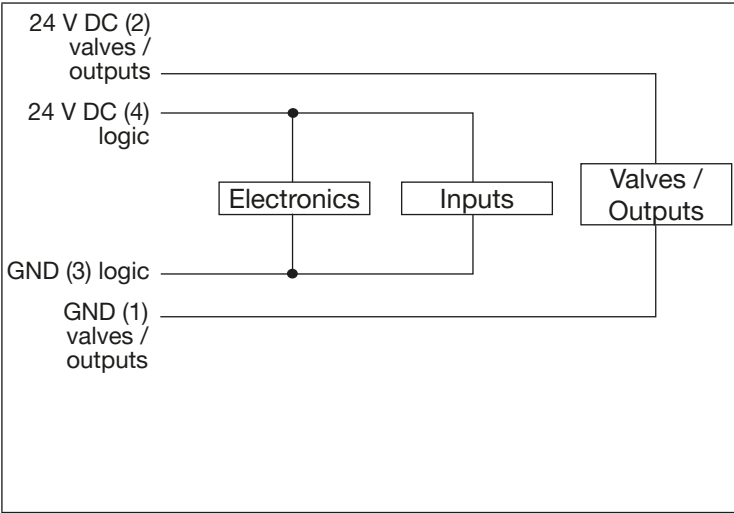 24 V DC (2)
valves /
outputs
24 V DC (4)
logic
Electronics
Inputs
Valves /
Outputs
GND (3) logic
GND (1)
valves /
outputs